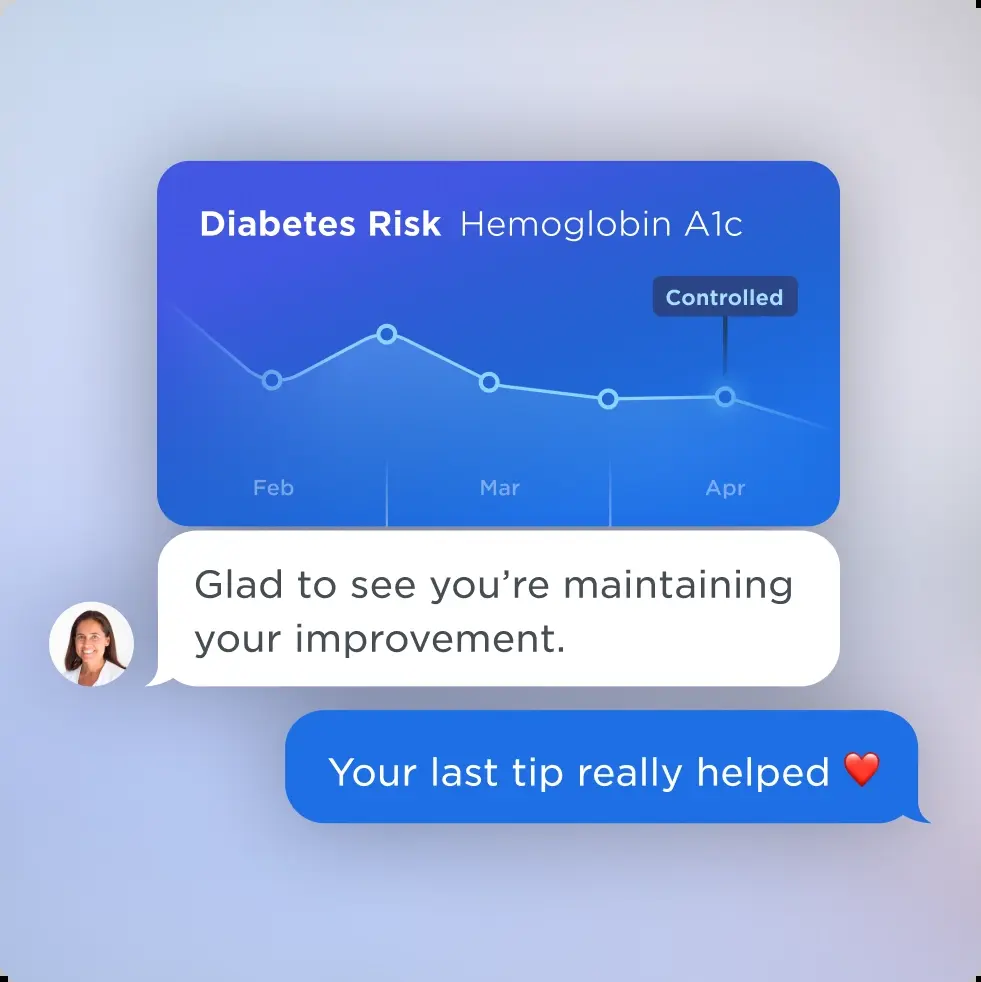 Diabetes Risk Hemoglobin A1c
Controlled
Feb Mar Apr
Glad to see you’re maintaining
your improvement.
Your last tip really helped ❤️